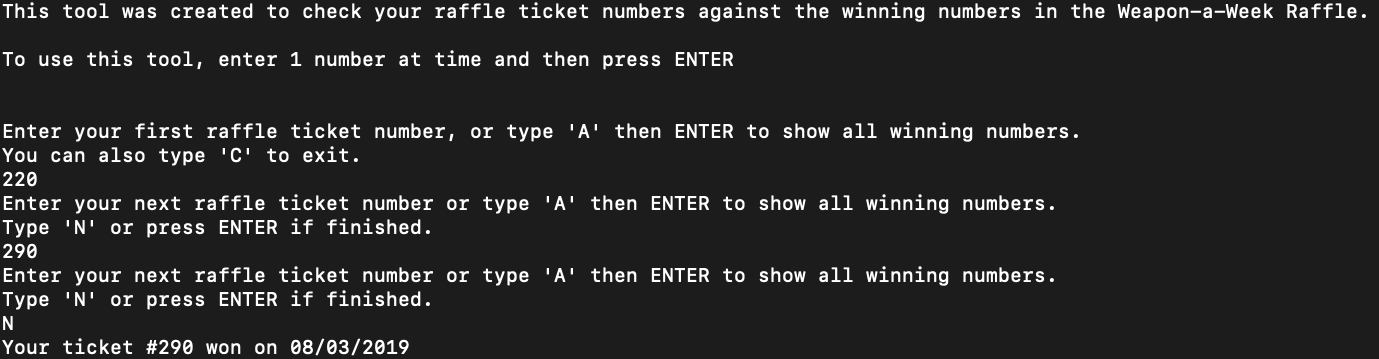 This tool was created to check your raffle ticket numbers against the winning numbers in the Weapon-a-Week Raffle.
To use this tool, enter 1 number at time and then press ENTER
Enter your first raffle ticket number, or type 'A' then ENTER to show all winning numbers.
You can also type 'C' to exit.
220
Enter your next raffle ticket number or type 'A' then ENTER to show all winning numbers.
Type 'N' or press ENTER if finished.
290
Enter your next raffle ticket number or type 'A' then ENTER to show all winning numbers.
Type 'N' or press ENTER if finished.
N
Your ticket #290 won on 08/03/2019